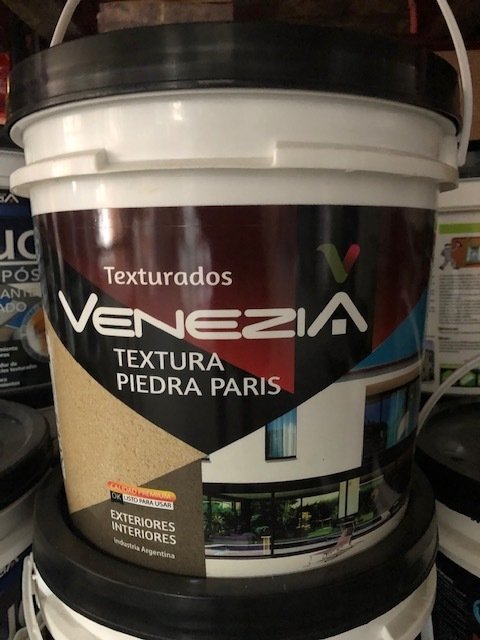 Texturados
VENEZIA
TEXTURA
PIEDRA PARIS
CALIDAD PREMIUM
OK LISTO PARA USAR
EXTERIORES
INTERIORES
Industria Argentina